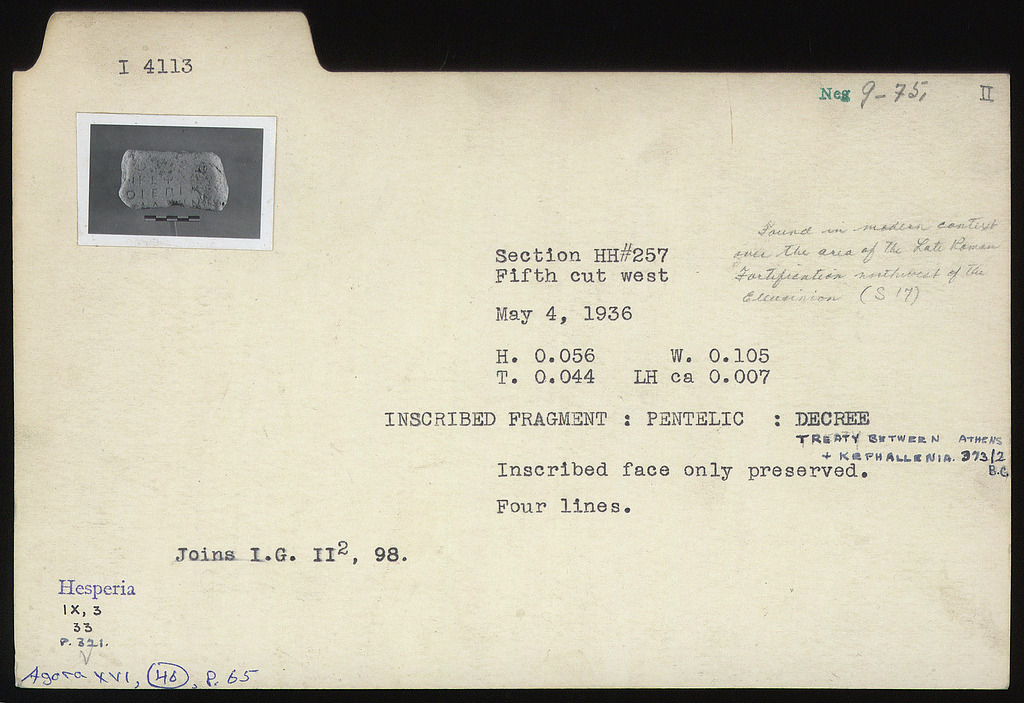 I 4113
Neg 9-75, II
Found in modern context
over the area of the Late Roman
Fortification northwest of the
Eleusinion (S 17)
Section HH#257
Fifth cut west
May 4, 1936
H. 0.056 W. 0.105
T. 0.044 LH ca 0.007
INSCRIBED FRAGMENT : PENTELIC : DECREE
TREATY BETWEEN ATHENS
+ KEPHALLENIA. 373/2
B.C
Inscribed face only preserved.
Four lines.
Joins I.G. II², 98.
Hesperia
IX, 3
33
P. 321.
Agora XVI, 46, P. 65